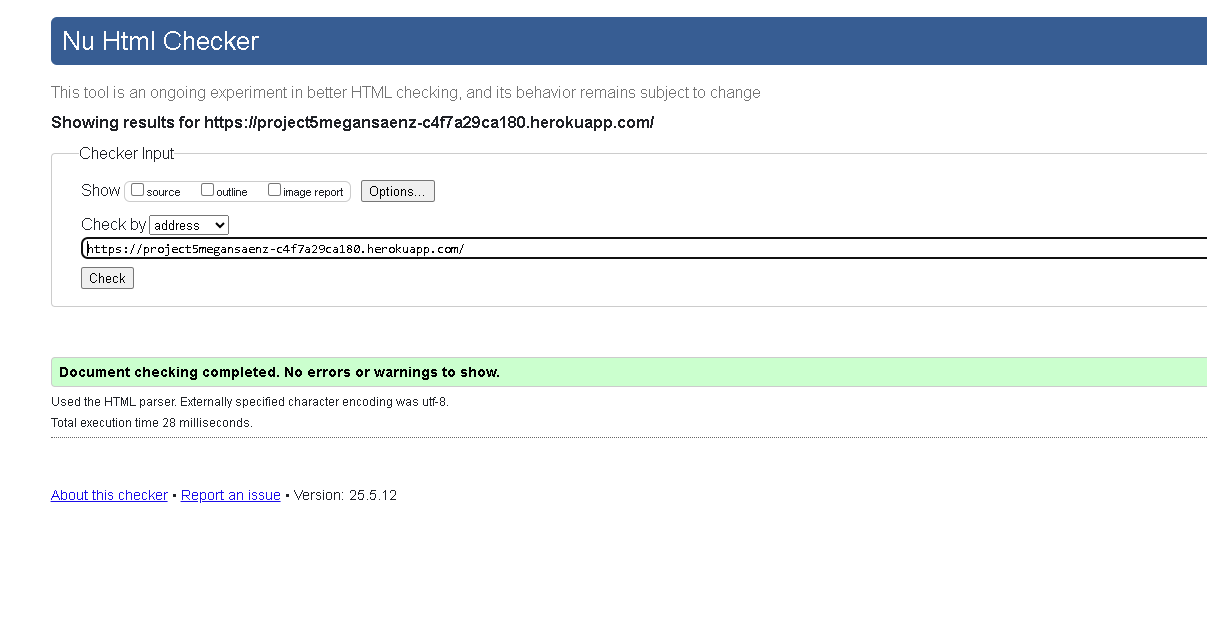 Nu Html Checker
This tool is an ongoing experiment in better HTML checking, and its behavior remains subject to change
Showing results for https://project5megansaenz-c4f7a29ca180.herokuapp.com/
Checker Input
Show source outline image report Options...
Check by address
https://project5megansaenz-c4f7a29ca180.herokuapp.com/
Check
Document checking completed. No errors or warnings to show.
Used the HTML parser. Externally specified character encoding was utf-8.
Total execution time 28 milliseconds.
About this checker • Report an issue • Version: 25.5.12